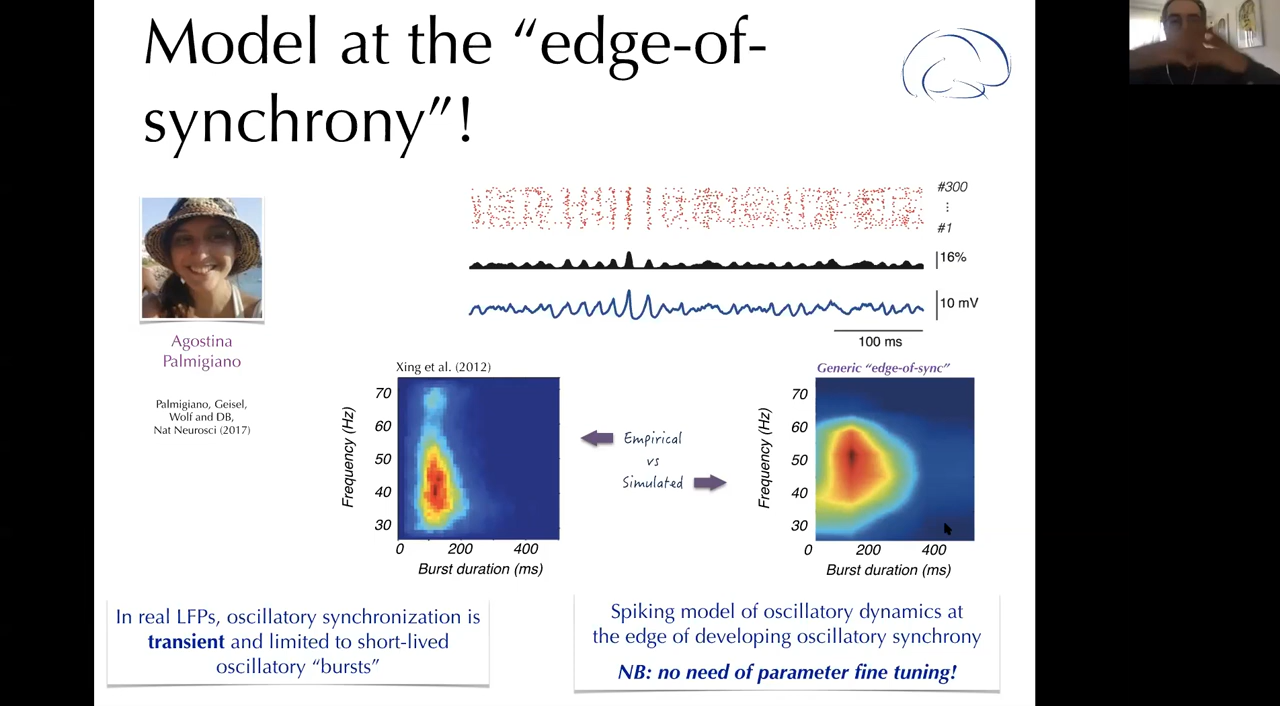 Model at the “edge-of-
synchrony”!
#300
⋮
#1
16%
10 mV
100 ms
Agostina
Palmigiano
Palmigiano, Geisel,
Wolf and DB,
Nat Neurosci (2017)
Xing et al. (2012)
Frequency (Hz)
70
60
50
40
30
0 200 400
Burst duration (ms)
Empirical
vs
Simulated
Generic “edge-of-sync”
Frequency (Hz)
70
60
50
40
30
0 200 400
Burst duration (ms)
In real LFPs, oscillatory synchronization is
transient and limited to short-lived
oscillatory “bursts”
Spiking model of oscillatory dynamics at
the edge of developing oscillatory synchrony
NB: no need of parameter fine tuning!